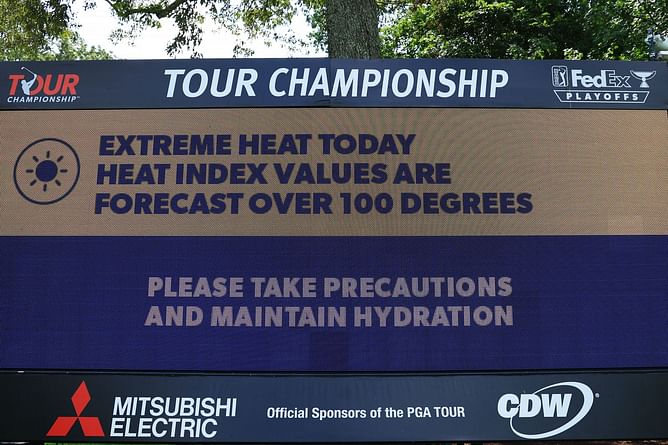 TOUR
CHAMPIONSHIP
TOUR CHAMPIONSHIP
FedEx
PLAYOFFS
EXTREME HEAT TODAY
HEAT INDEX VALUES ARE
FORECAST OVER 100 DEGREES
PLEASE TAKE PRECAUTIONS
AND MAINTAIN HYDRATION
MITSUBISHI
ELECTRIC
Official Sponsors of the PGA TOUR
CDW